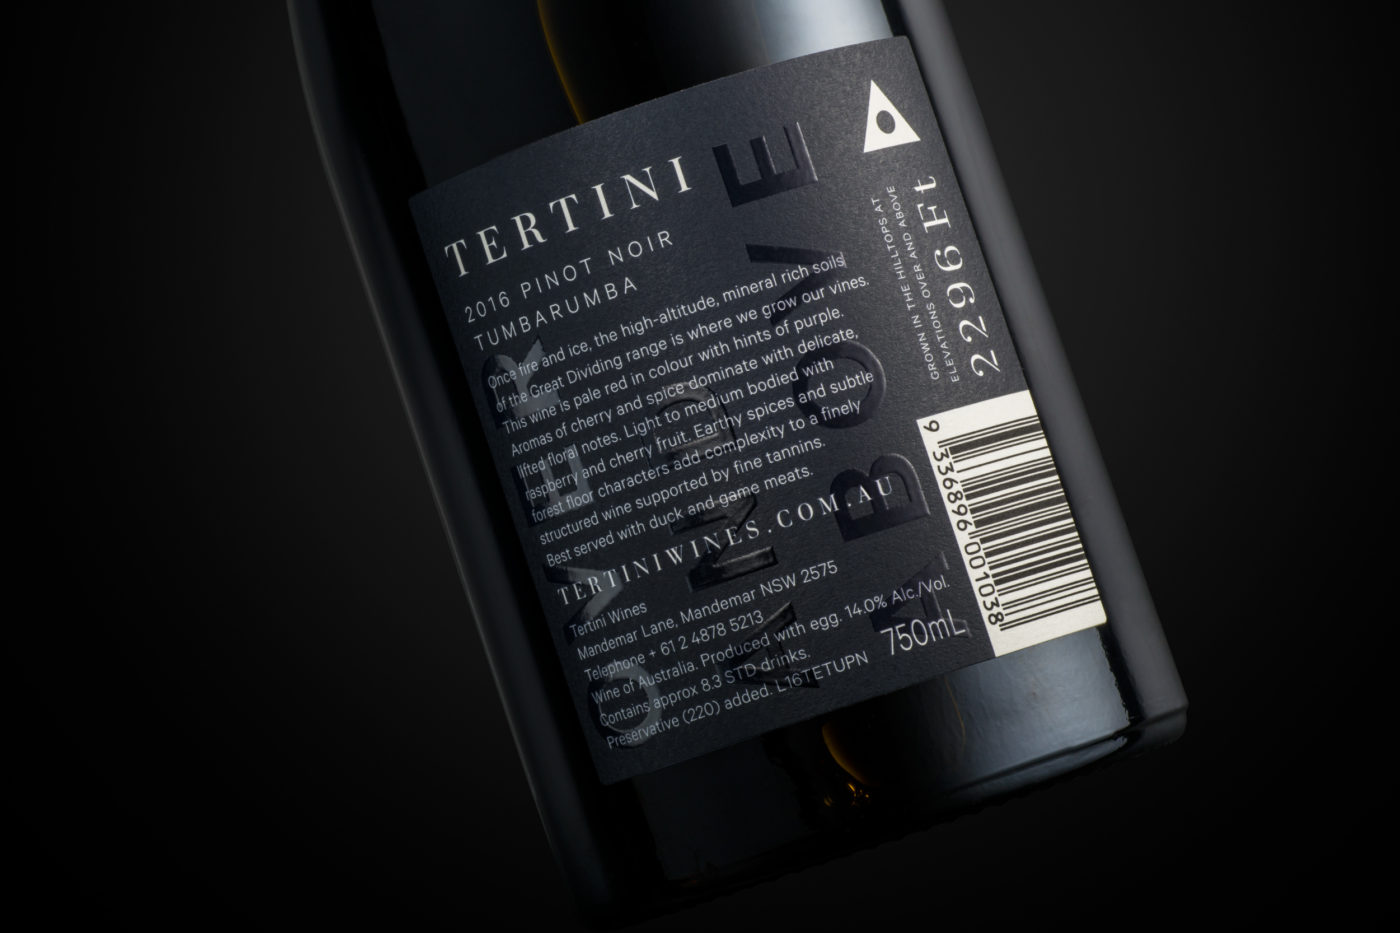 TERTINI
2016 PINOT NOIR
TUMBARUMBA
Once fire and ice, the high-altitude, mineral rich soils
of the Great Dividing range is where we grow our vines.
This wine is pale red in colour with hints of purple.
Aromas of cherry and spice dominate with delicate,
lifted floral notes. Light to medium bodied with
raspberry and cherry fruit. Earthy spices and subtle
forest floor characters add complexity to a finely
structured wine supported by fine tannins.
Best served with duck and game meats.
TERTINIWINES.COM.AU
Tertini Wines
Mandemar Lane, Mandemar NSW 2575
Telephone + 61 2 4878 5213
Wine of Australia. Produced with egg. 14.0% Alc./Vol.
Contains approx 8.3 STD drinks.
Preservative (220) added. L16TETUPN
750mL
OVER
AND
ABOVE
GROWN IN THE HILLTOPS AT
ELEVATIONS OVER AND ABOVE
2296 Ft
9 336896 001038